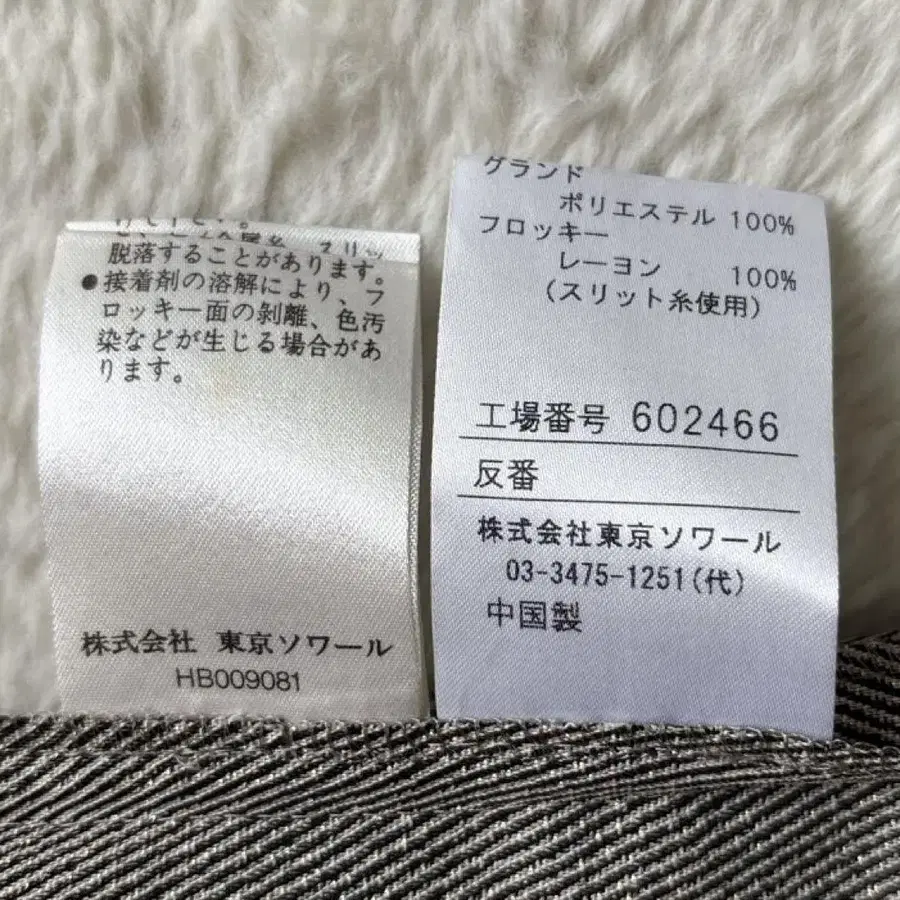 脱落することがあります。
●接着剤の溶解により、フ
ロッキー面の剥離、色汚
染などが生じる場合があ
ります。
株式会社 東京ソワール
HB009081
グランド
ポリエステル 100%
フロッキー
レーヨン 100%
(スリット糸使用)
工場番号 602466
反番
株式会社東京ソワール
03-3475-1251(代)
中国製